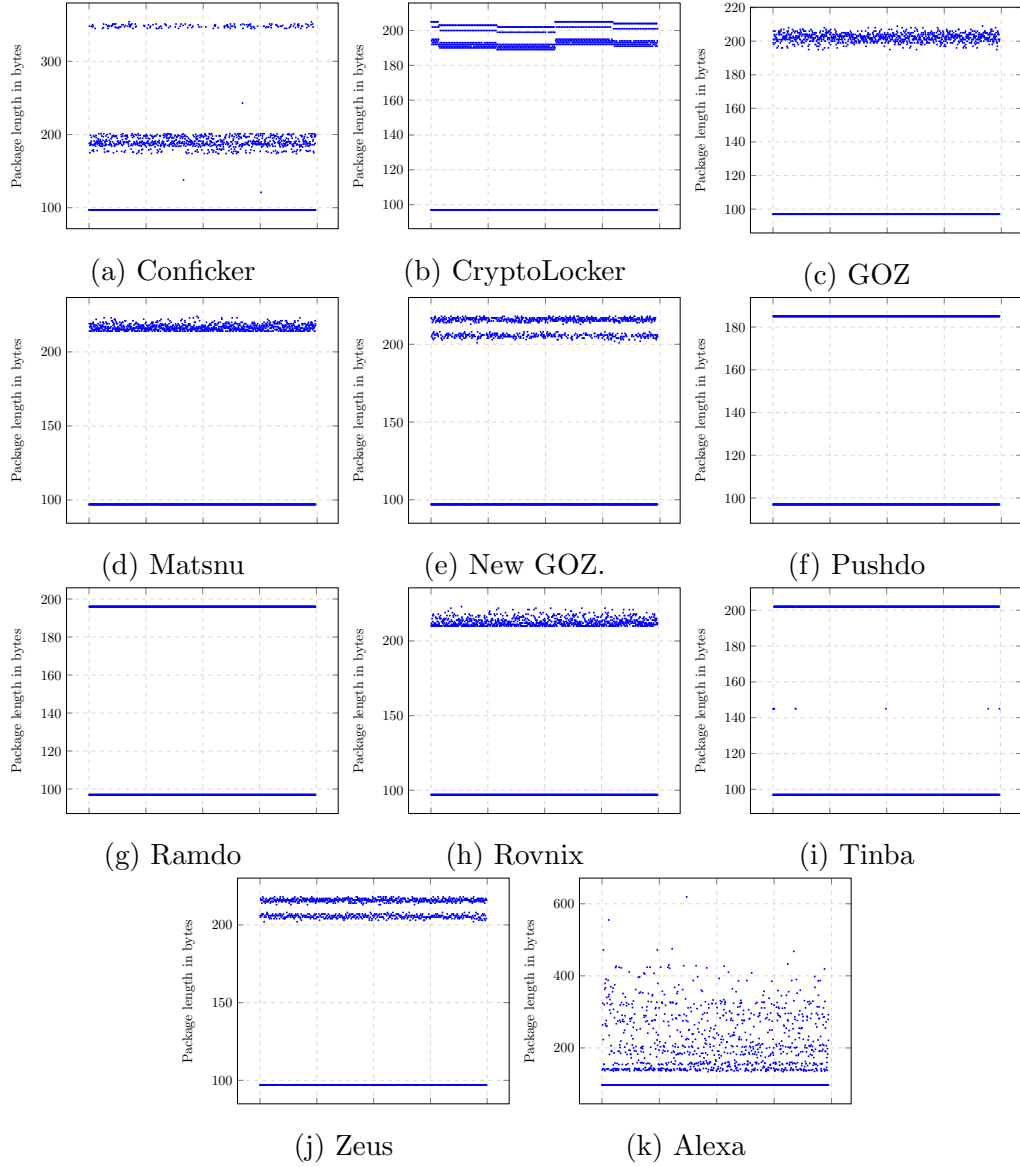 Package length in bytes
300
200
100
(a) Conficker
Package length in bytes
200
180
160
140
120
100
(b) CryptoLocker
Package length in bytes
220
200
180
160
140
120
100
(c) GOZ
Package length in bytes
200
150
100
(d) Matsnu
Package length in bytes
200
150
100
(e) New GOZ.
Package length in bytes
180
160
140
120
100
(f) Pushdo
Package length in bytes
200
180
160
140
120
100
(g) Ramdo
Package length in bytes
200
150
100
(h) Rovnix
Package length in bytes
200
180
160
140
120
100
(i) Tinba
Package length in bytes
200
150
100
(j) Zeus
Package length in bytes
600
400
200
(k) Alexa